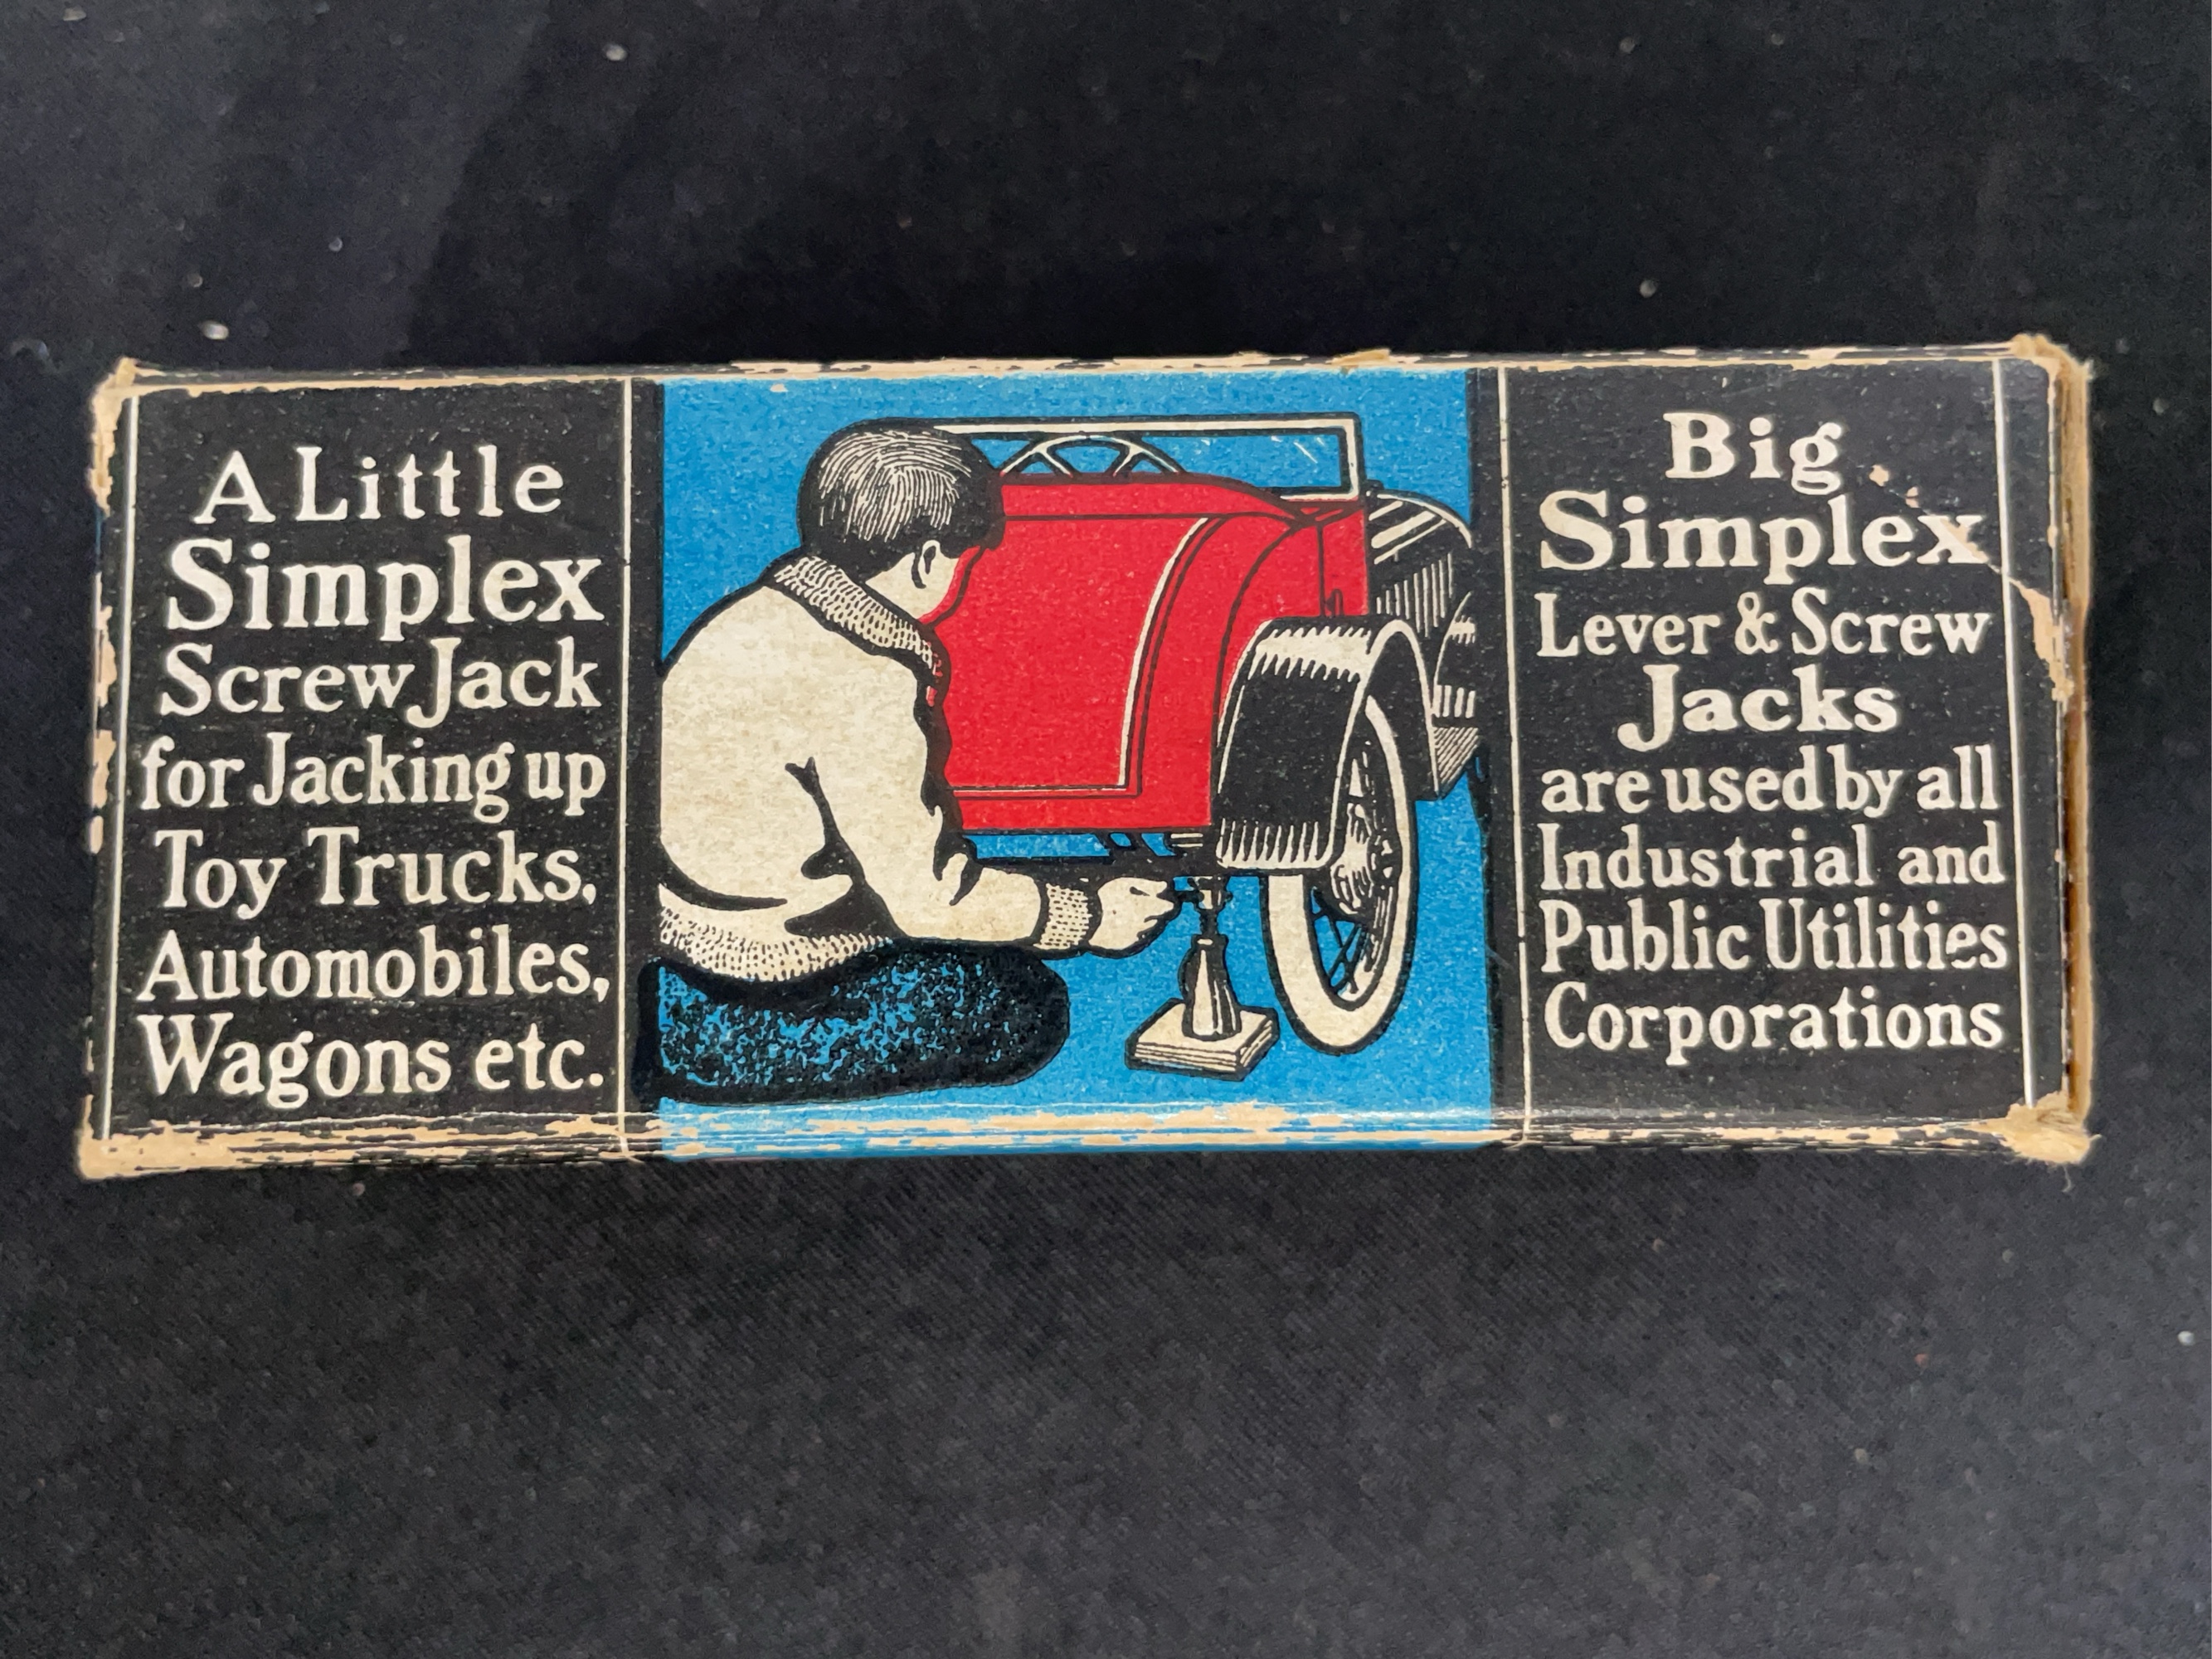 A Little
Simplex
Screw Jack
for Jacking up
Toy Trucks,
Automobiles,
Wagons etc.
Big
Simplex
Lever & Screw
Jacks
are used by all
Industrial and
Public Utilities
Corporations